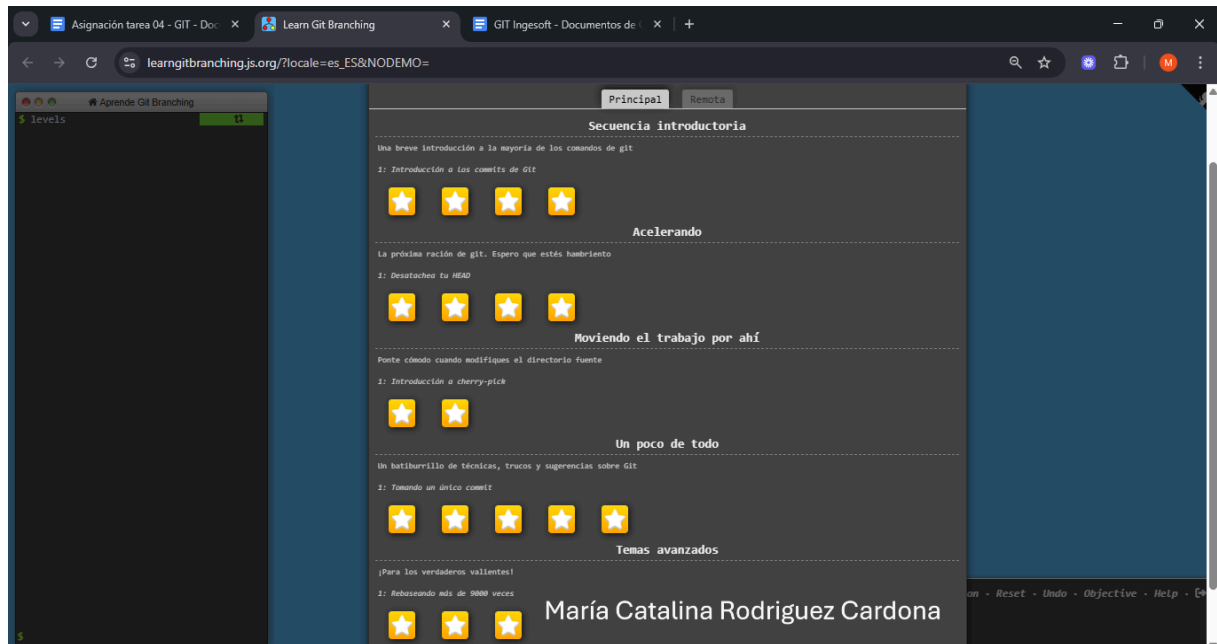 Asignación tarea 04 - GIT - Doc
Learn Git Branching
GIT Ingesoft - Documentos de
learngitbranching.js.org/?locale=es_ES&NODEMO=
M
Aprende Git Branching
$ levels
$
Principal
Remota
Secuencia introductoria
Una breve introducción a la mayoría de los comandos de git
1: Introducción a los commits de Git
Acelerando
La próxima ración de git. Espero que estés hambriento
1: Desatachea tu HEAD
Moviendo el trabajo por ahí
Ponte cómodo cuando modifiques el directorio fuente
1: Introducción a cherry-pick
Un poco de todo
Un batiburrillo de técnicas, trucos y sugerencias sobre Git
1: Tomando un único commit
Temas avanzados
¡Para los verdaderos valientes!
1: Rebaseando más de 9000 veces
María Catalina Rodriguez Cardona
on - Reset - Undo - Objective - Help -